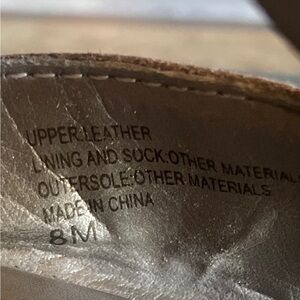 UPPER:LEATHER
LINING AND SOCK:OTHER MATERIALS
OUTERSOLE:OTHER MATERIALS
MADE IN CHINA
8M